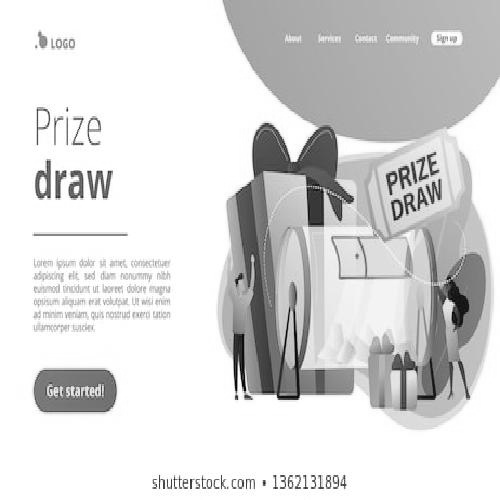 LOGO
About Services Contact Community Sign up
Prize
draw
PRIZE
DRAW
Lorem ipsum dolor sit amet, consectetuer
adipiscing elit, sed diam nonummy nibh
euismod tincidunt ut laoreet dolore magna
aliquam erat volutpat. Ut wisi enim
ad minim veniam, quis nostrud exerci tation
ullamcorper suscipit.
Get started!
shutterstock.com • 1362131894